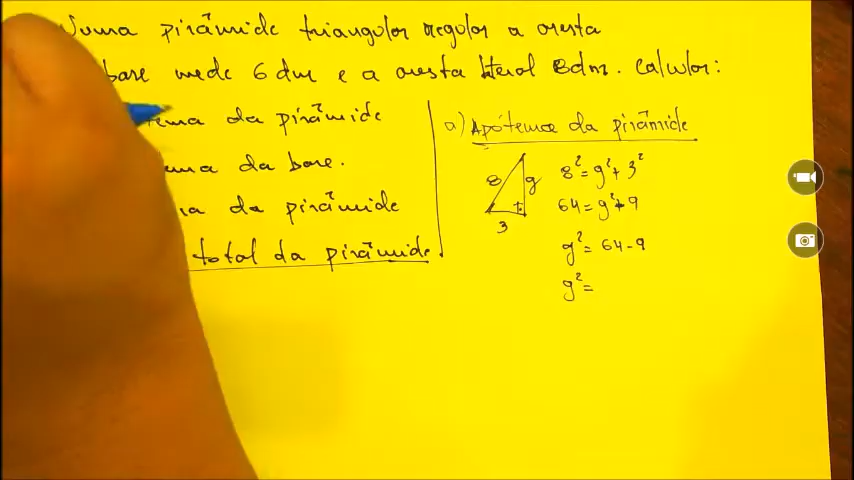 Numa pirâmide triangular regular a aresta
base mede 6 dm e a aresta lateral 8dm. calcular:
da pirâmide
da base.
da pirâmide
total da pirâmide.
a) Apótema da pirâmide
8 g
3
8² = g² + 3²
64 = g² + 9
g² = 64 - 9
g² =